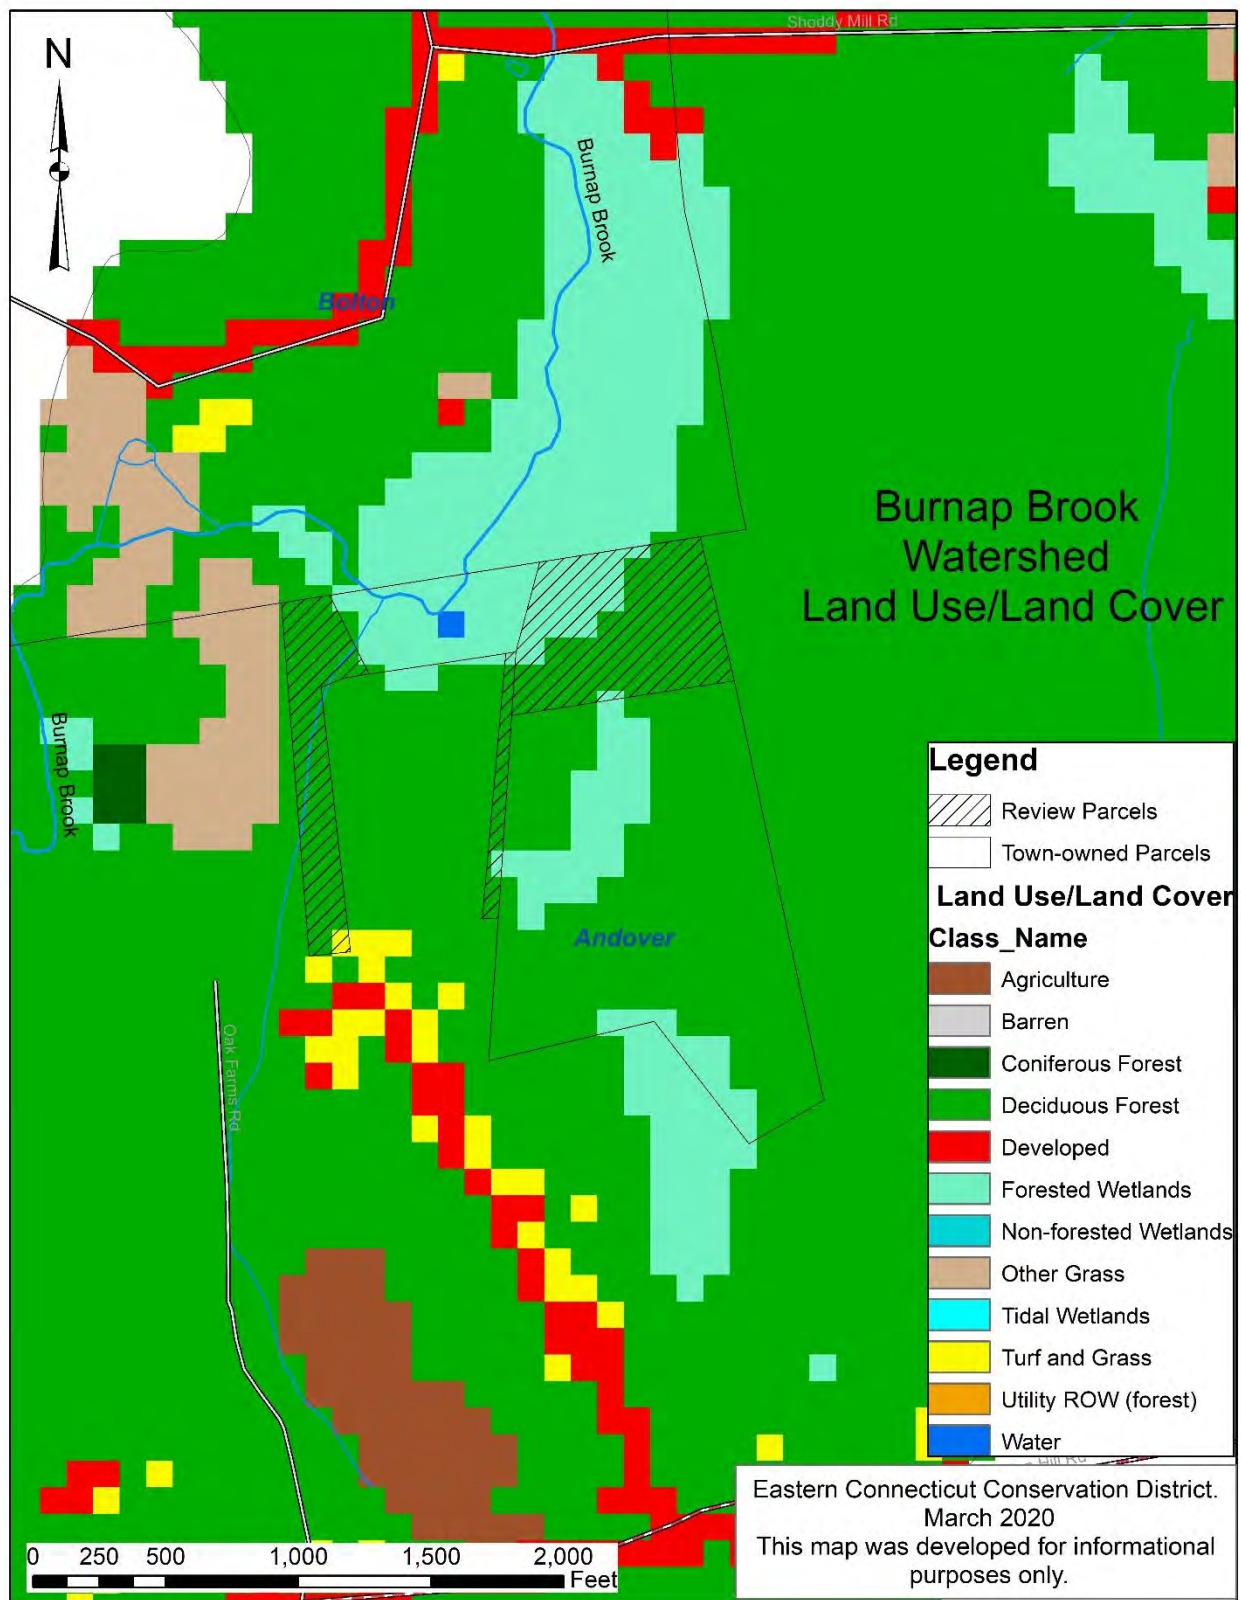 Shoddy Mill Rd
N
Burnap Brook
Bolton
Burnap Brook
Watershed
Land Use/Land Cover
Burnap Brook
Legend
Review Parcels
Town-owned Parcels
Land Use/Land Cover
Class_Name
Agriculture
Barren
Coniferous Forest
Deciduous Forest
Developed
Forested Wetlands
Non-forested Wetlands
Other Grass
Tidal Wetlands
Turf and Grass
Utility ROW (forest)
Water
Andover
Oak Farms Rd
Hill Rd
Eastern Connecticut Conservation District.
March 2020
This map was developed for informational
purposes only.
0 250 500 1,000 1,500 2,000
Feet